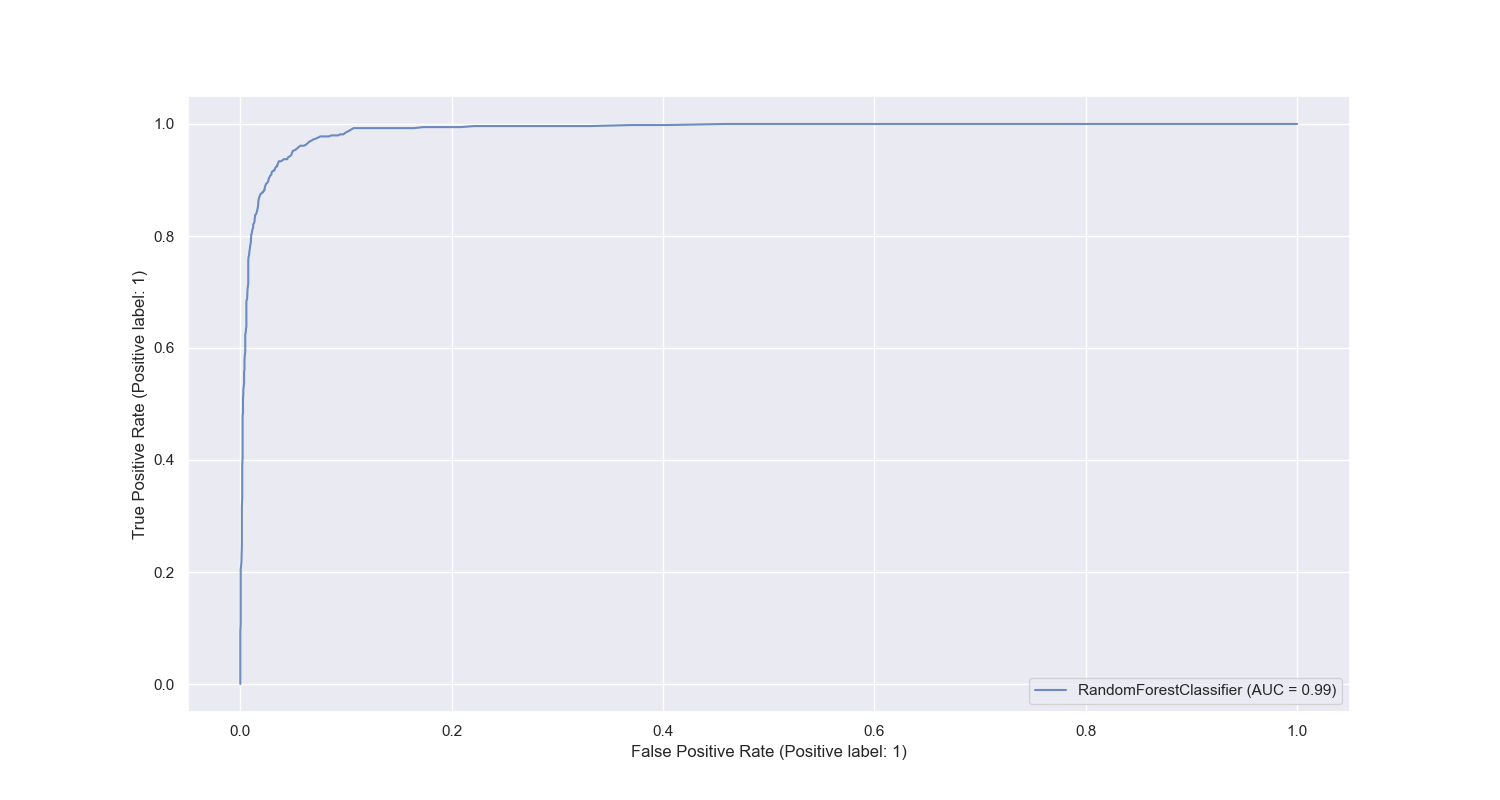 1.0
0.8
0.6
0.4
0.2
0.0
True Positive Rate (Positive label: 1)
RandomForestClassifier (AUC = 0.99)
0.0 0.2 0.4 0.6 0.8 1.0
False Positive Rate (Positive label: 1)